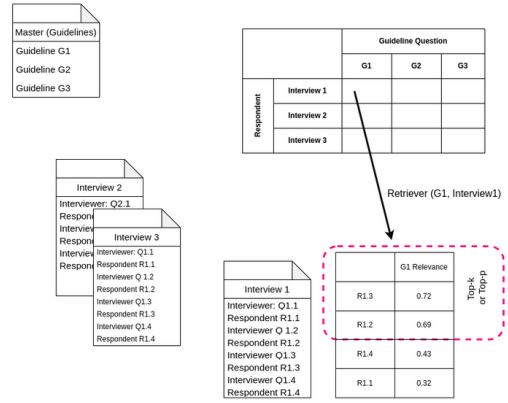 Master (Guidelines)
Guideline G1
Guideline G2
Guideline G3
Guideline Question
G1 G2 G3
Respondent
Interview 1
Interview 2
Interview 3
Retriever (G1, Interview1)
Interview 2
Interviewer: Q2.1
Respon
Interview
Respon
Interview
Respon
Interview 3
Interviewer: Q1.1
Respondent R1.1
Interviewer Q 1.2
Respondent R1.2
Interviewer Q1.3
Respondent R1.3
Interviewer Q1.4
Respondent R1.4
Interview 1
Interviewer: Q1.1
Respondent R1.1
Interviewer Q 1.2
Respondent R1.2
Interviewer Q1.3
Respondent R1.3
Interviewer Q1.4
Respondent R1.4
G1 Relevance
R1.3 0.72
R1.2 0.69
R1.4 0.43
R1.1 0.32
Top-k
or Top-p